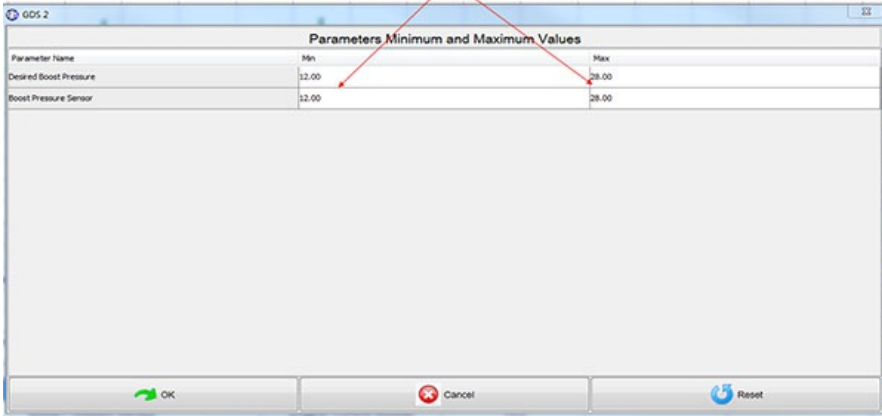 GDS 2
Parameters Minimum and Maximum Values
Parameter Name Min Max
Desired Boost Pressure 12.00 28.00
Boost Pressure Sensor 12.00 28.00
OK Cancel Reset